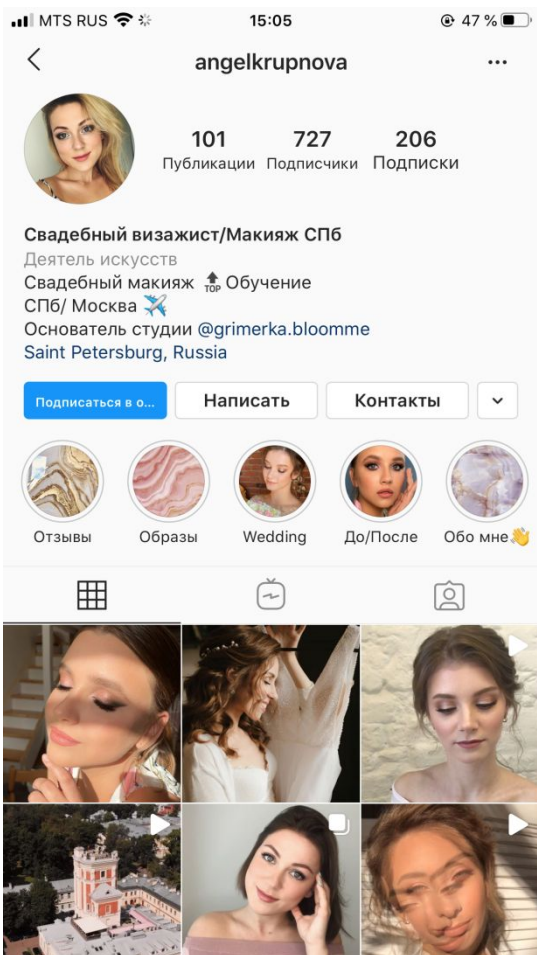 MTS RUS 15:05 47 %
angelkrupnova
101 727 206
Публикации Подписчики Подписки
Свадебный визажист/Макияж СПб
Деятель искусств
Свадебный макияж 🔝 Обучение
СПб/ Москва ✈️
Основатель студии @grimerka.bloomme
Saint Petersburg, Russia
Подписаться в о... Написать Контакты
Отзывы Образы Wedding До/После Обо мне👋